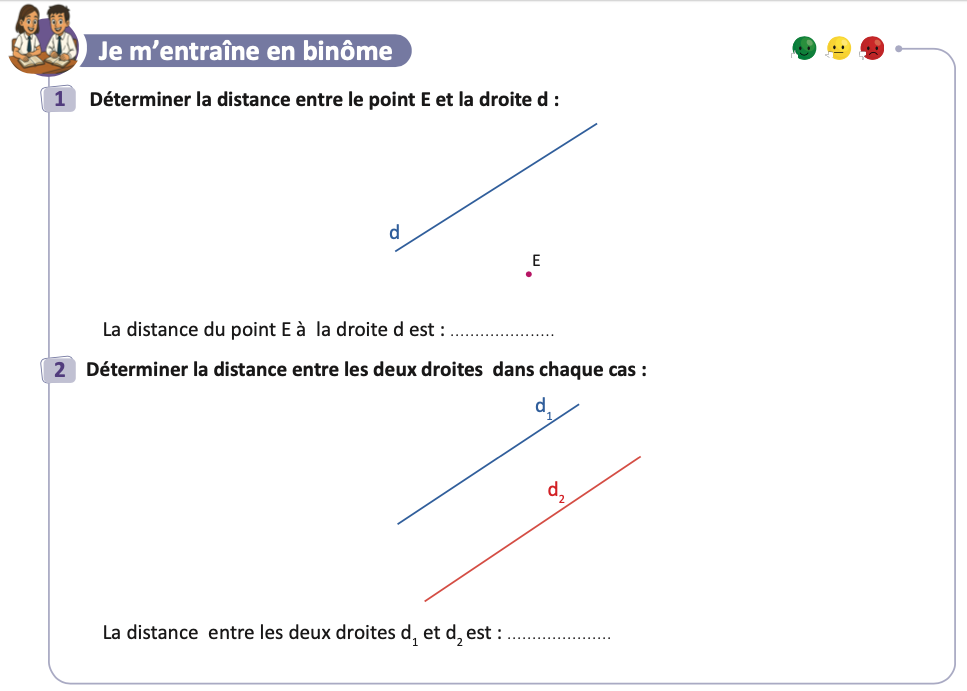 Je m'entraîne en binôme
1 Déterminer la distance entre le point E et la droite d :
d
E
La distance du point E à la droite d est : .....................
2 Déterminer la distance entre les deux droites dans chaque cas :
d1
d2
La distance entre les deux droites d1 et d2 est : .....................